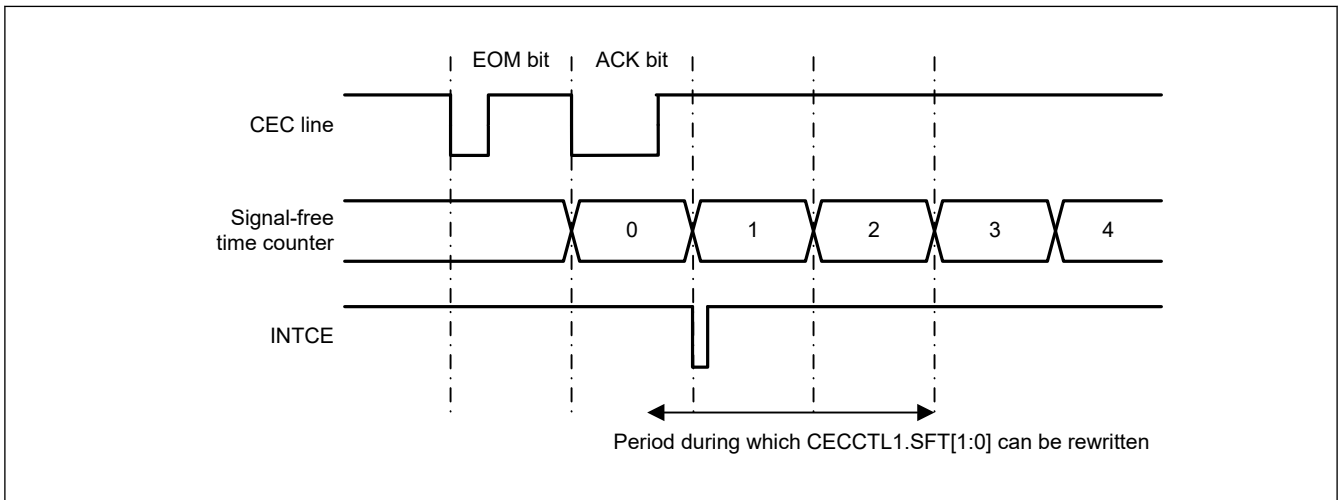 EOM bit ACK bit
CEC line
Signal-free
time counter
0 1 2 3 4
INTCE
Period during which CECCTL1.SFT[1:0] can be rewritten